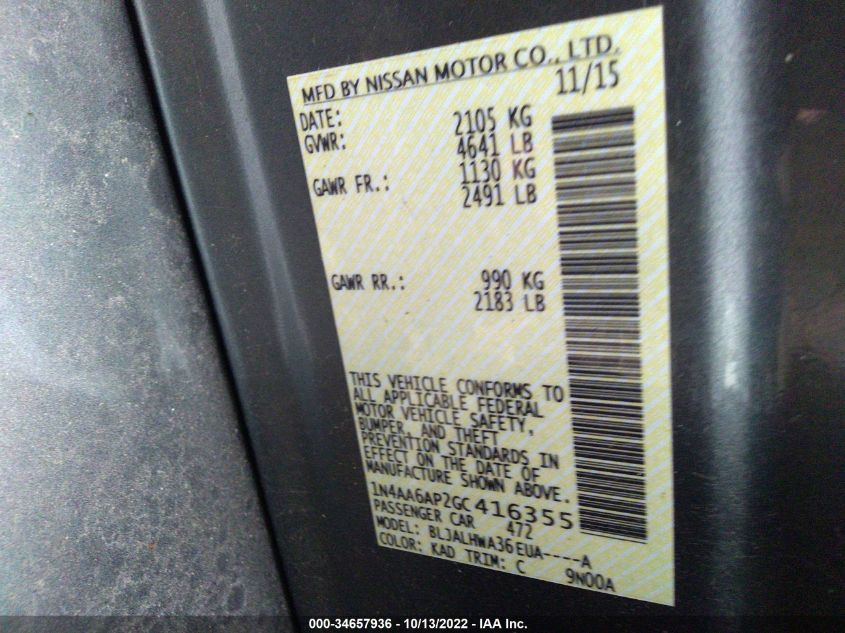 MFD BY NISSAN MOTOR CO., LTD.
DATE: 11/15
GVWR: 2105 KG
4641 LB
GAWR FR.: 1130 KG
2491 LB
GAWR RR.: 990 KG
2183 LB
THIS VEHICLE CONFORMS TO
ALL APPLICABLE FEDERAL
MOTOR VEHICLE SAFETY,
BUMPER, AND THEFT
PREVENTION STANDARDS IN
EFFECT ON THE DATE OF
MANUFACTURE SHOWN ABOVE.
1N4AA6AP2GC416355
PASSENGER CAR 472
MODEL: BLJALHWA36EUA----A
COLOR: KAD TRIM: C 9N00A
000-34657936 - 10/13/2022 - IAA Inc.